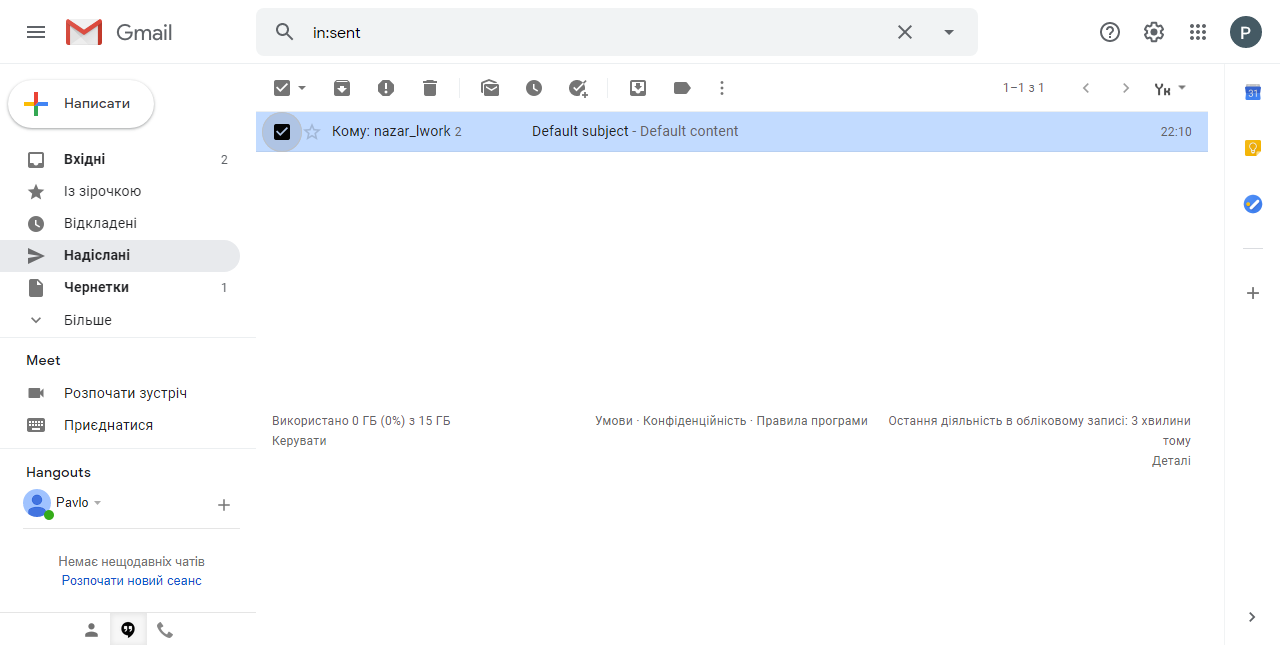 Gmail
in:sent
P
Написати
1–1 з 1
Ун
31
Кому: nazar_lwork 2
Default subject - Default content
22:10
Вхідні
2
Із зірочкою
Відкладені
Надіслані
Чернетки
1
Більше
Meet
Розпочати зустріч
Приєднатися
Hangouts
Pavlo
Немає нещодавніх чатів
Розпочати новий сеанс
Використано 0 ГБ (0%) з 15 ГБ
Керувати
Умови · Конфіденційність · Правила програми
Остання діяльність в обліковому записі: 3 хвилини
тому
Деталі